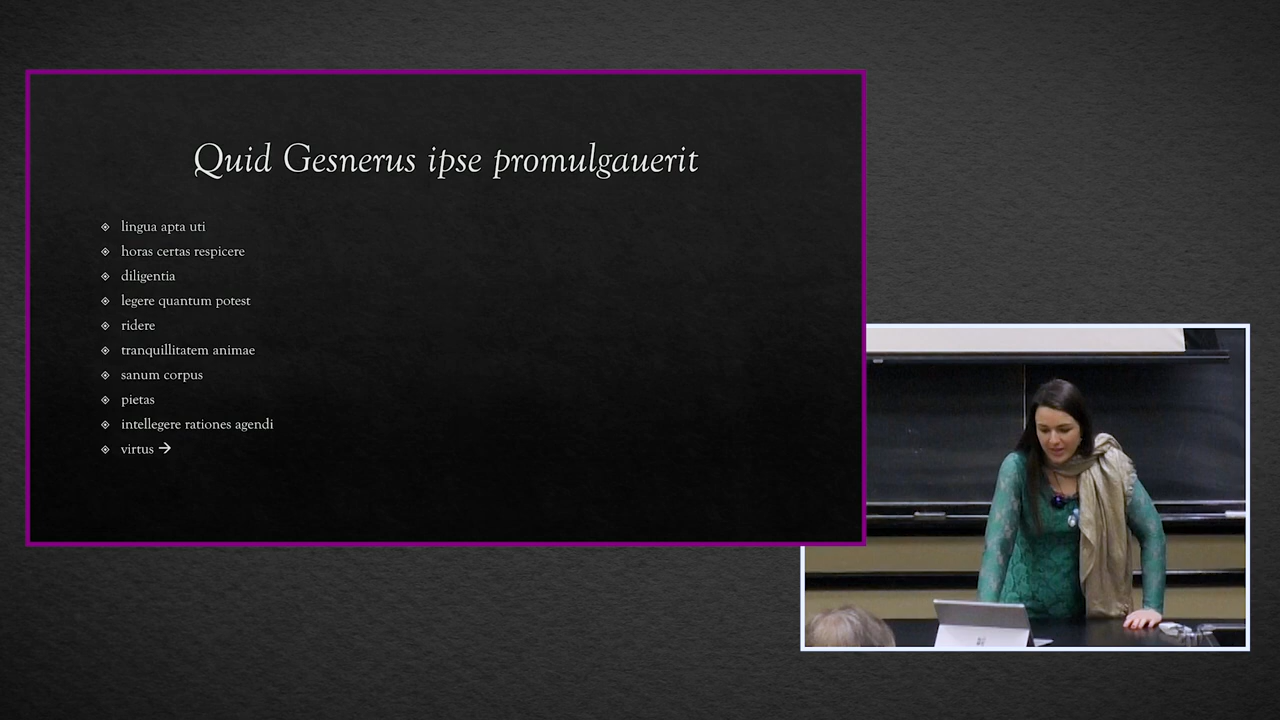 Quid Gesnerus ipse promulgauerit
lingua apta uti
horas certas respicere
diligentia
legere quantum potest
ridere
tranquillitatem animae
sanum corpus
pietas
intellegere rationes agendi
virtus →